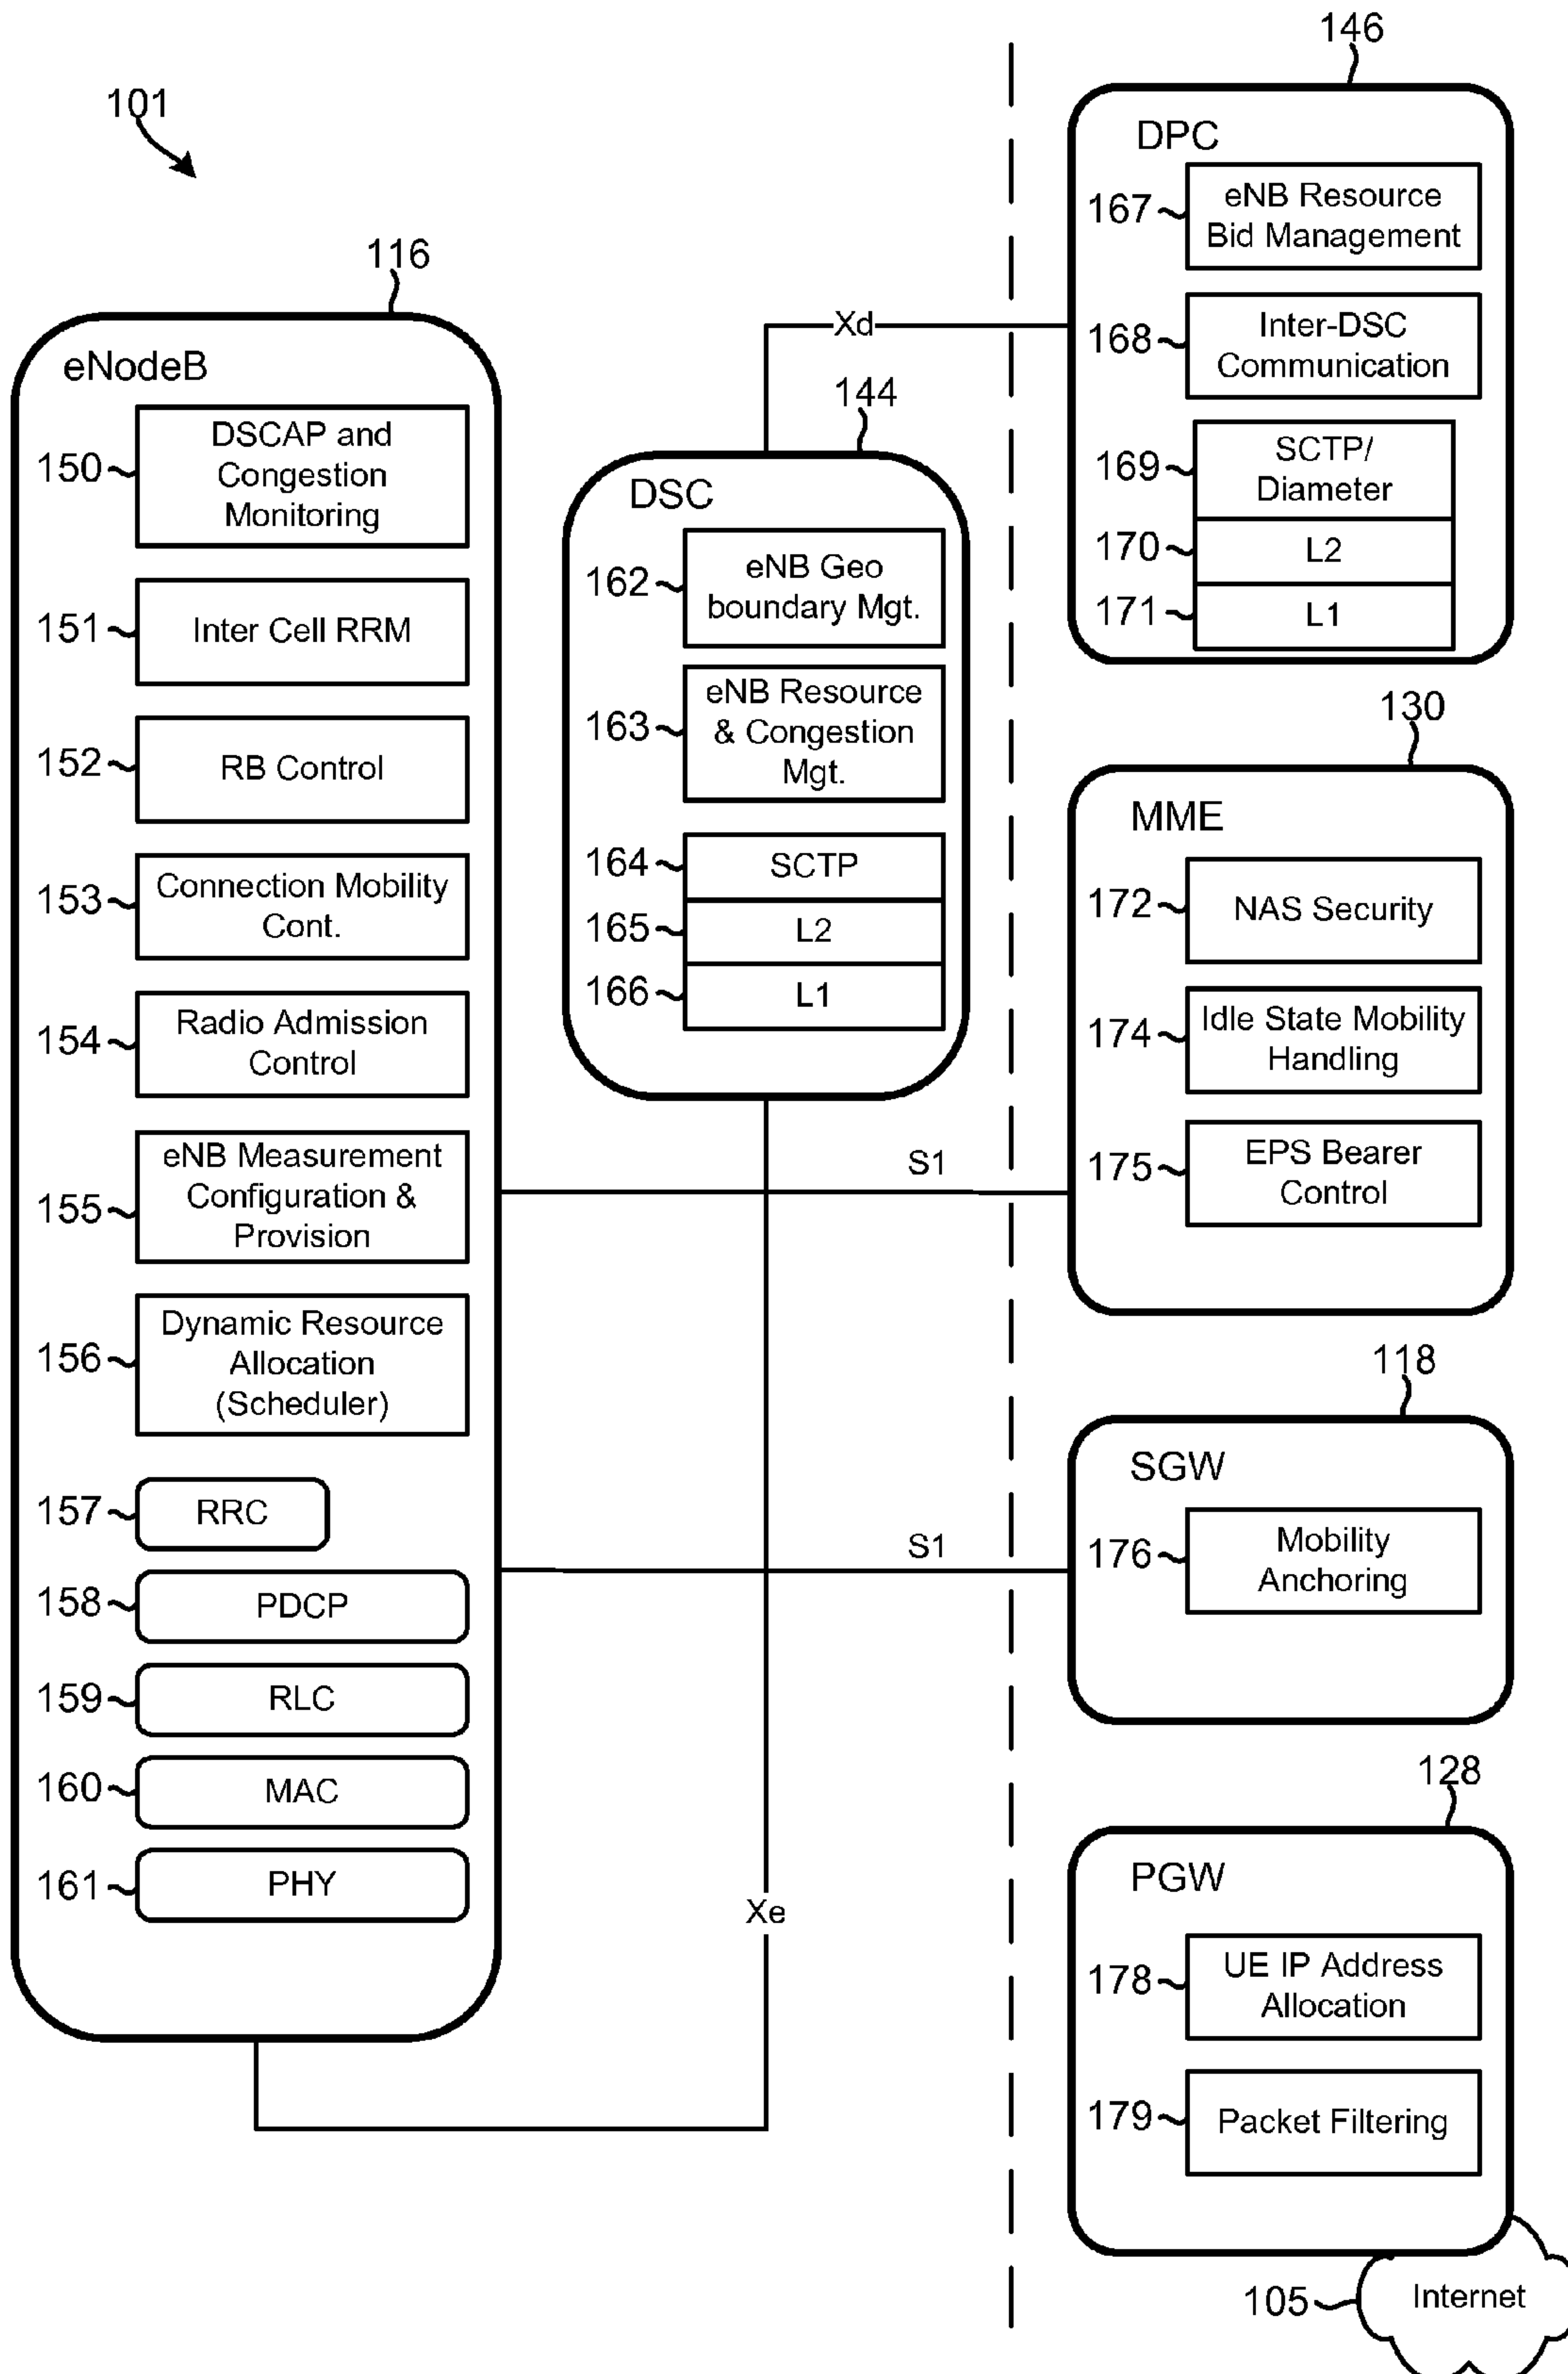 101
116
eNodeB
150
DSCAP and
Congestion
Monitoring
151
Inter Cell RRM
152
RB Control
153
Connection Mobility
Cont.
154
Radio Admission
Control
155
eNB Measurement
Configuration &
Provision
156
Dynamic Resource
Allocation
(Scheduler)
157
RRC
158
PDCP
159
RLC
160
MAC
161
PHY
Xd
144
DSC
162
eNB Geo
boundary Mgt.
163
eNB Resource
& Congestion
Mgt.
164
SCTP
165
L2
166
L1
S1
S1
Xe
146
DPC
167
eNB Resource
Bid Management
168
Inter-DSC
Communication
169
SCTP/
Diameter
170
L2
171
L1
130
MME
172
NAS Security
174
Idle State Mobility
Handling
175
EPS Bearer
Control
118
SGW
176
Mobility
Anchoring
128
PGW
178
UE IP Address
Allocation
179
Packet Filtering
105
Internet